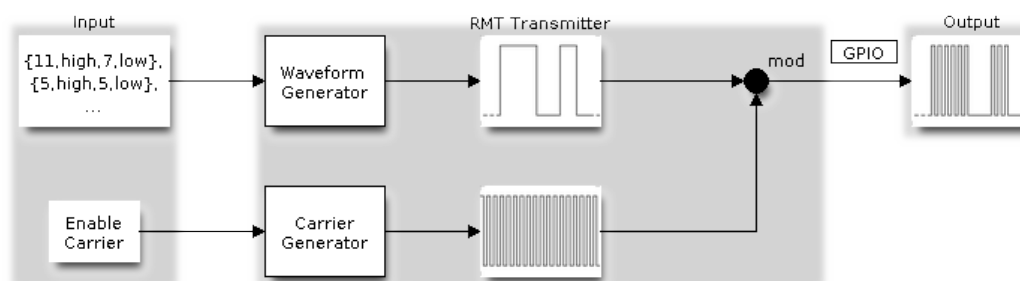 Input
RMT Transmitter
Output
{11,high,7,low},
{5,high,5,low},
...
Waveform
Generator
mod
GPIO
Enable
Carrier
Carrier
Generator